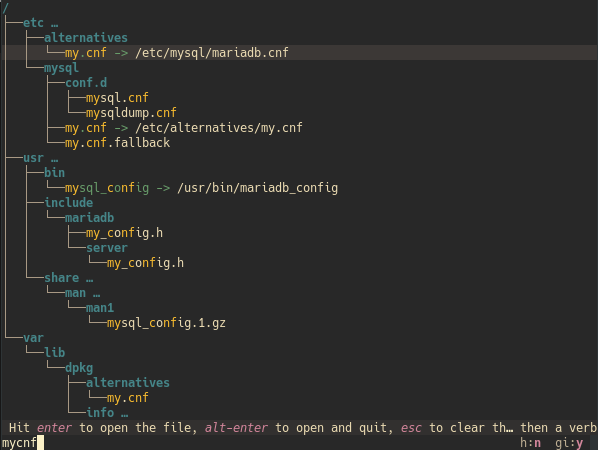 /
├──etc …
│  ├──alternatives
│  │  └──my.cnf -> /etc/mysql/mariadb.cnf
│  └──mysql
│     ├──conf.d
│     │  ├──mysql.cnf
│     │  └──mysqldump.cnf
│     ├──my.cnf -> /etc/alternatives/my.cnf
│     └──my.cnf.fallback
├──usr …
│  ├──bin
│  │  └──mysql_config -> /usr/bin/mariadb_config
│  ├──include
│  │  └──mariadb
│  │     ├──my_config.h
│  │     └──server
│  │        └──my_config.h
│  └──share …
│     └──man …
│        └──man1
│           └──mysql_config.1.gz
└──var
   └──lib
      └──dpkg
         ├──alternatives
         │  └──my.cnf
         └──info …
Hit enter to open the file, alt-enter to open and quit, esc to clear th… then a verb
mycnf h:n gi:y